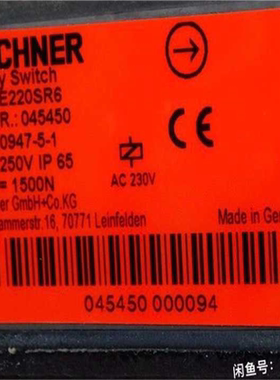 CHNER
y Switch
E220SR6
R.: 045450
0947-5-1
250V IP 65
= 1500N
AC 230V
er GmbH+Co.KG
ammerstr.16, 70771 Leinfelden
Made in Ger
045450 000094
闲鱼号: